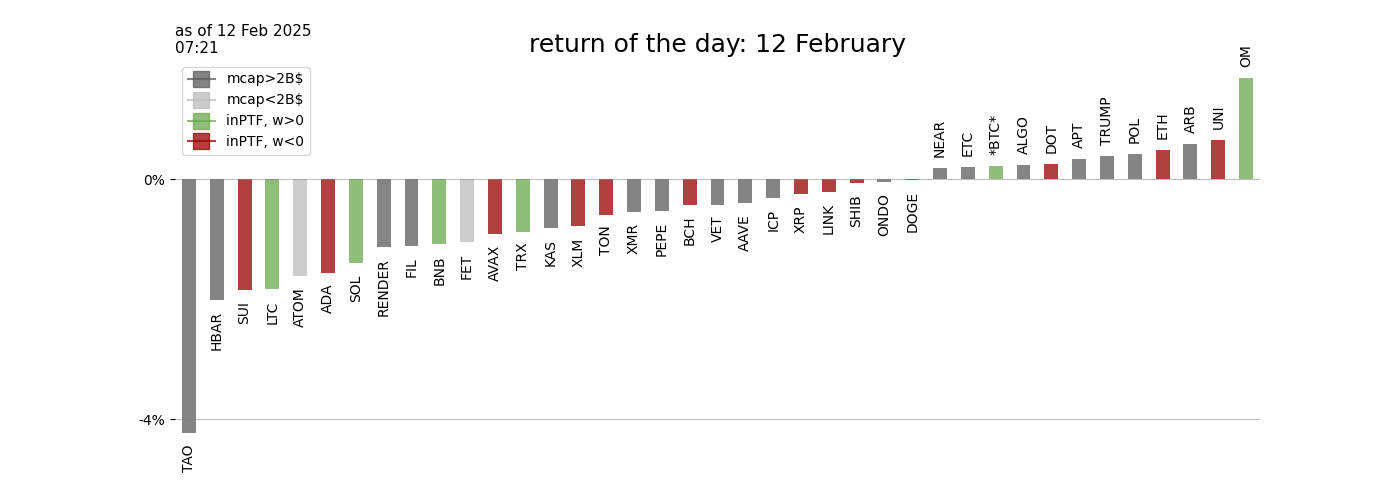 as of 12 Feb 2025
07:21
return of the day: 12 February
mcap>2B$
mcap<2B$
inPTF, w>0
inPTF, w<0
0%
-4%
TAO
HBAR
SUI
LTC
ATOM
ADA
SOL
RENDER
FIL
BNB
FET
AVAX
TRX
KAS
XLM
TON
XMR
PEPE
BCH
VET
AAVE
ICP
XRP
LINK
SHIB
ONDO
DOGE
NEAR
ETC
*BTC*
ALGO
DOT
APT
TRUMP
POL
ETH
ARB
UNI
OM